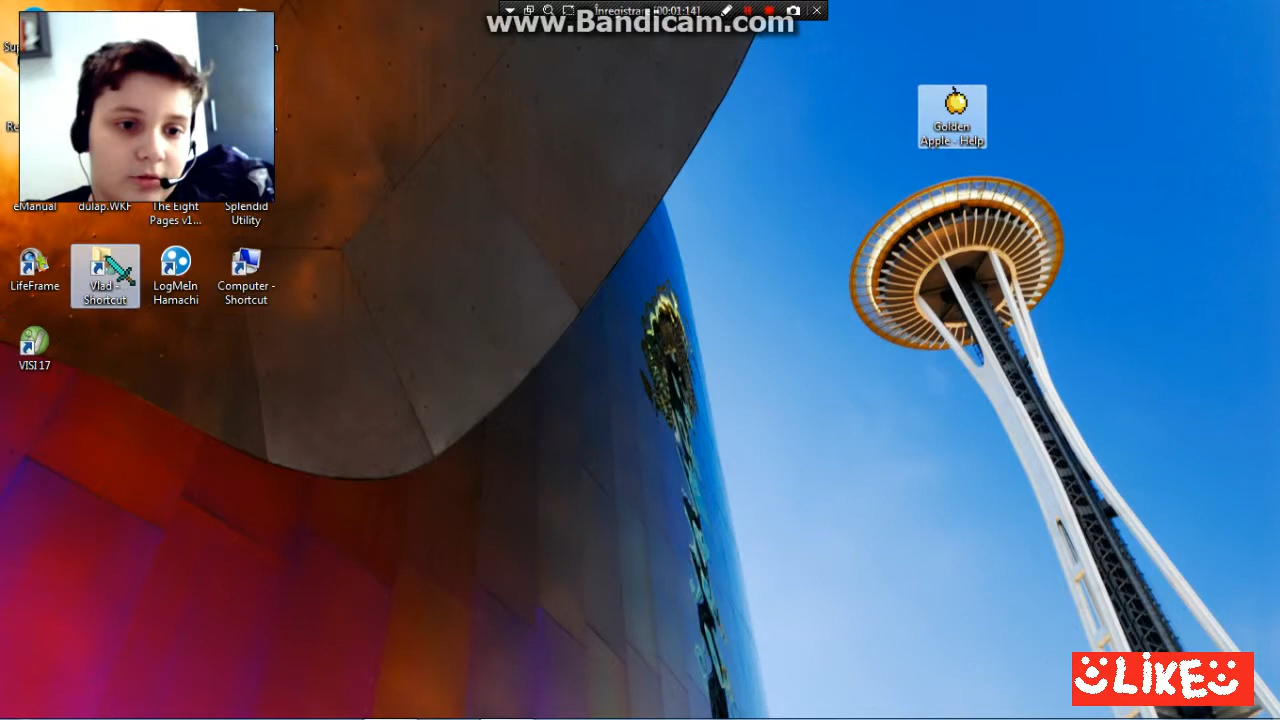 Înregistrare [00:01:14]
www.Bandicam.com
Golden
Apple - Help
eManual
dulap.WKF
The Eight
Pages v1...
Splendid
Utility
LifeFrame
Vlad -
Shortcut
LogMeIn
Hamachi
Computer -
Shortcut
VISI 17
LIKE